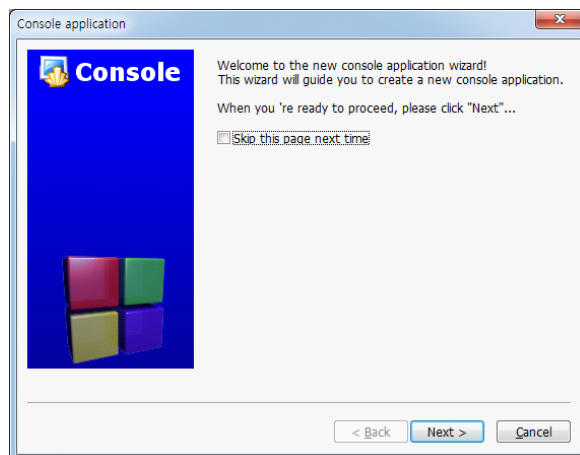 Console application
Console
Welcome to the new console application wizard!
This wizard will guide you to create a new console application.
When you 're ready to proceed, please click "Next"...
Skip this page next time
< Back
Next >
Cancel